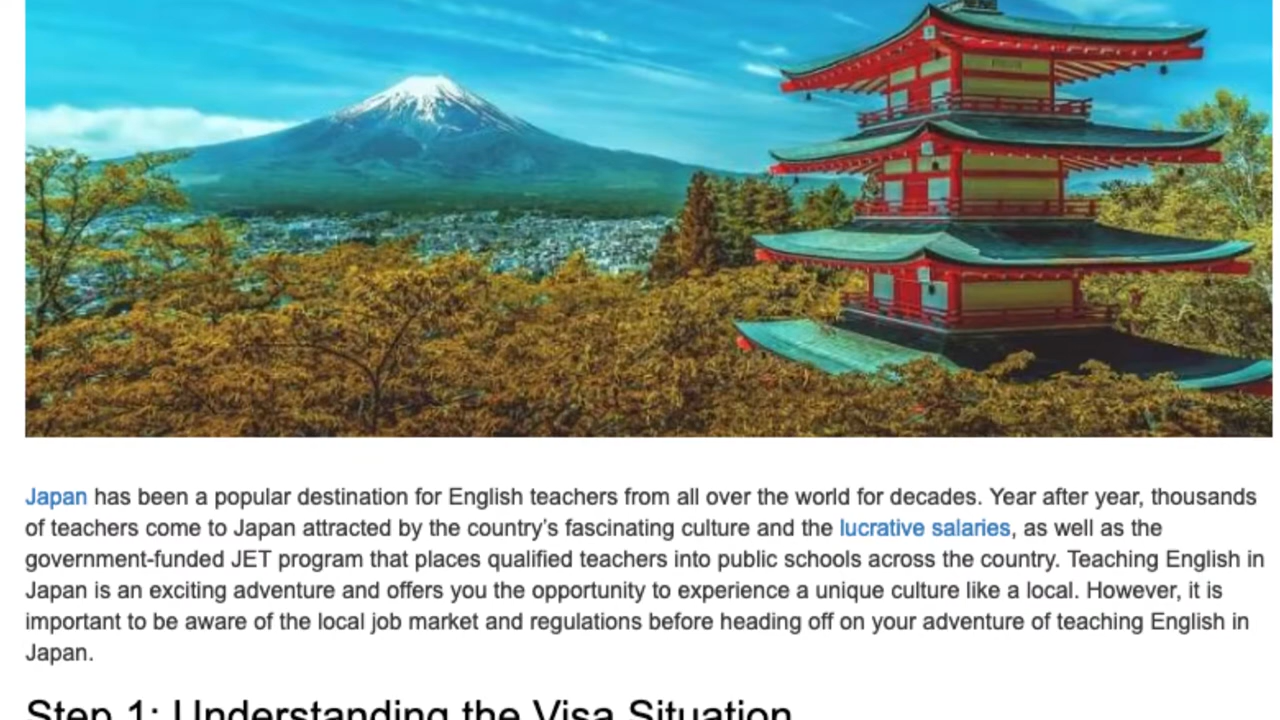 Japan has been a popular destination for English teachers from all over the world for decades. Year after year, thousands
of teachers come to Japan attracted by the country’s fascinating culture and the lucrative salaries, as well as the
government-funded JET program that places qualified teachers into public schools across the country. Teaching English in
Japan is an exciting adventure and offers you the opportunity to experience a unique culture like a local. However, it is
important to be aware of the local job market and regulations before heading off on your adventure of teaching English in
Japan.
Step 1: Understanding the Visa Situation